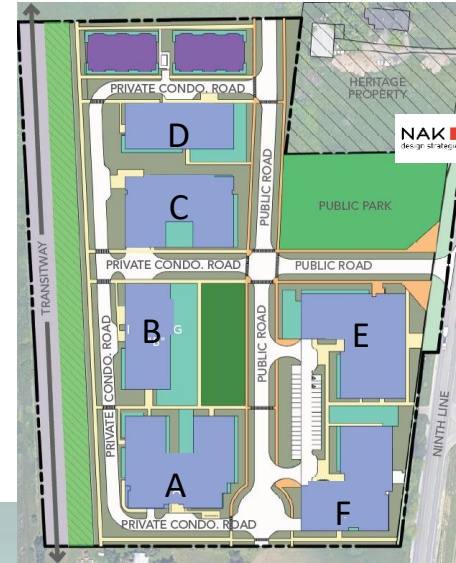 PRIVATE CONDO. ROAD
HERITAGE
PROPERTY
NAK
design strategie
D
PUBLIC ROAD
C
PUBLIC PARK
TRANSITWAY
PRIVATE CONDO. ROAD
PUBLIC ROAD
B
E
PRIVATE CONDO. ROAD
PUBLIC ROAD
NINTH LINE
A
F
PRIVATE CONDO. ROAD